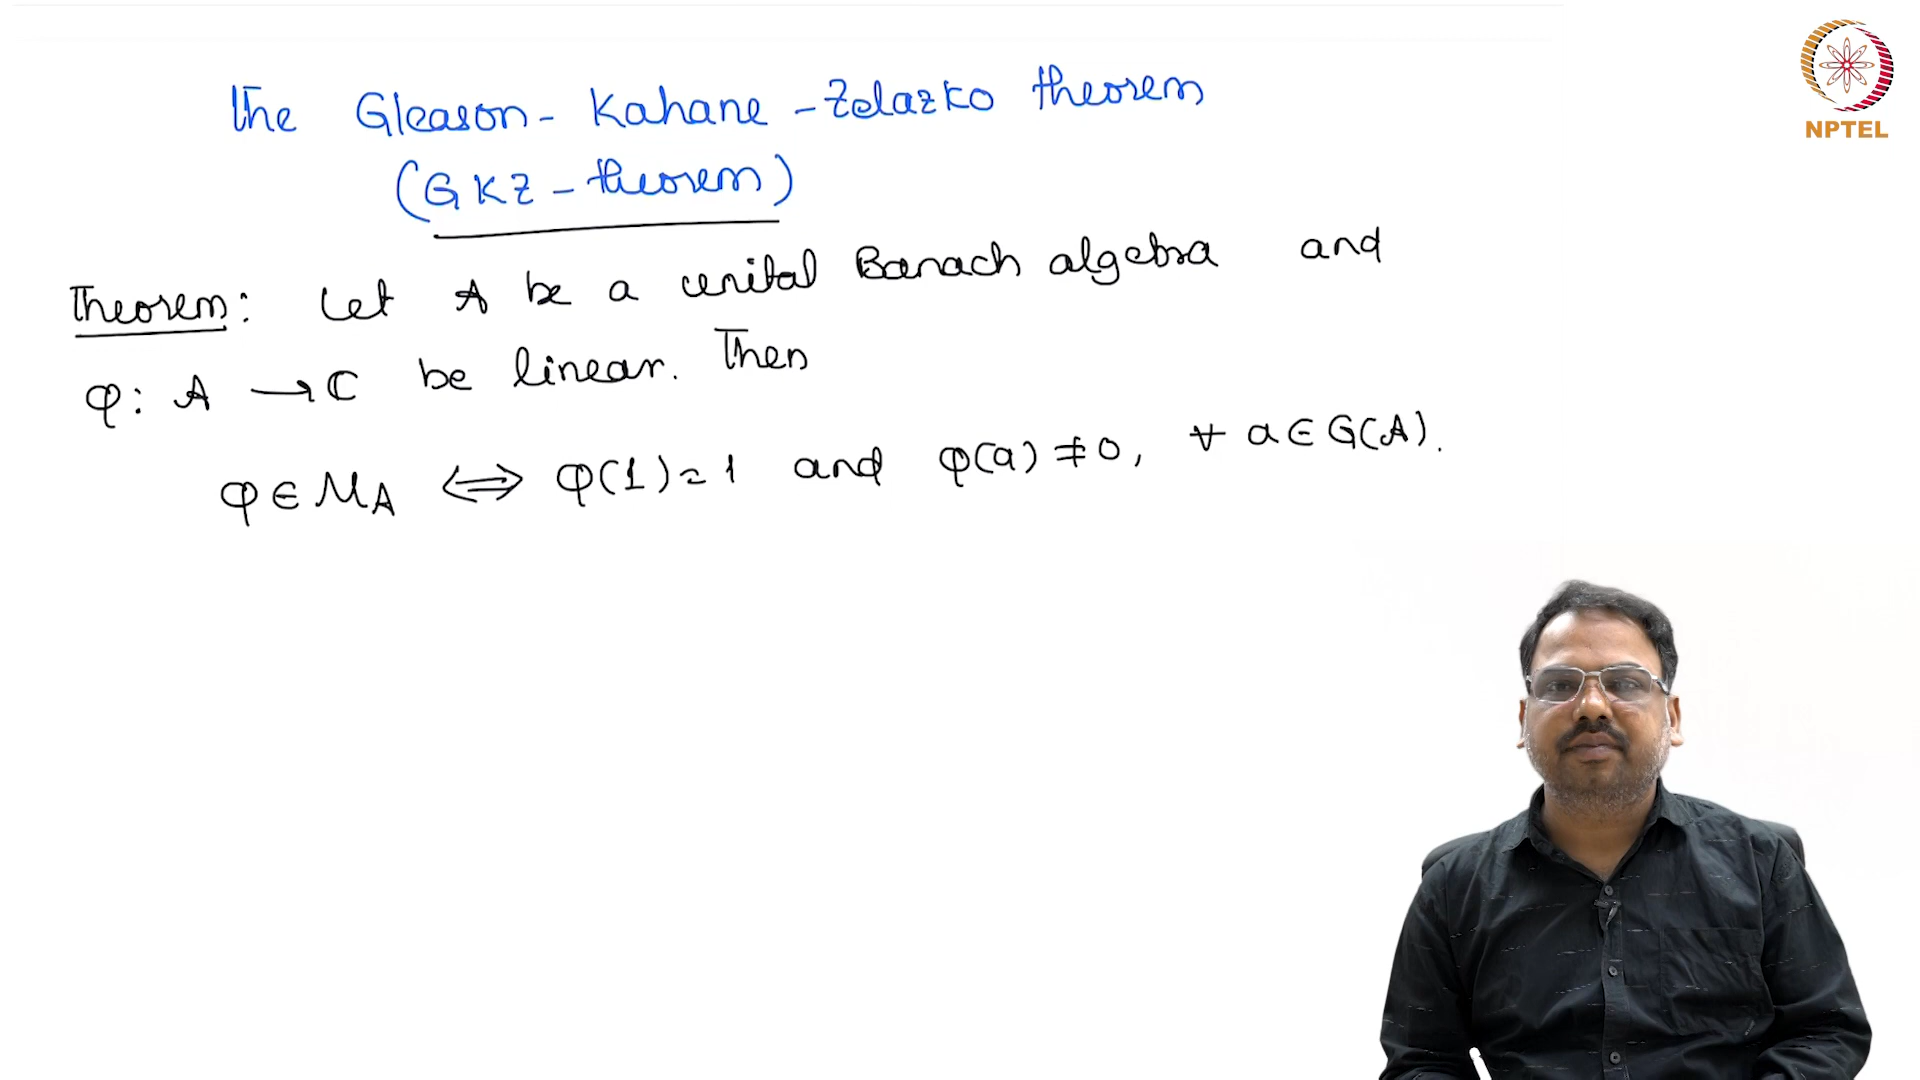 The Gleason - Kahane - Zelazko theorem
(GKZ - theorem)
Theorem: Let A be a unital Banach algebra and
φ: A → ℂ be linear. Then
φ ∈ M_A ⟺ φ(1) = 1 and φ(a) ≠ 0, ∀ a ∈ G(A).
NPTEL